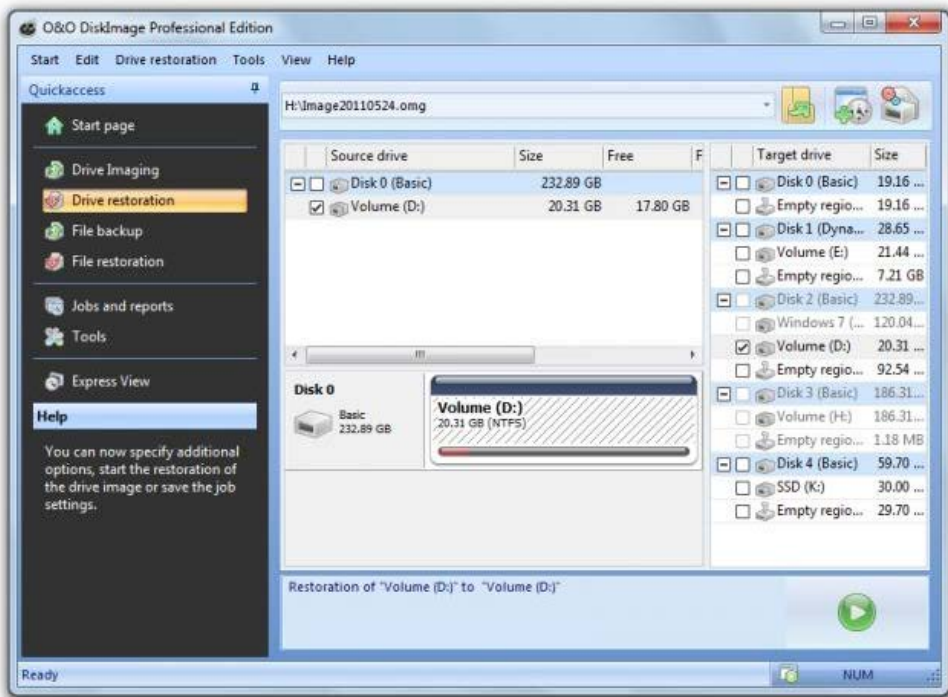 O&O DiskImage Professional Edition
Start Edit Drive restoration Tools View Help
Quickaccess
Start page
Drive Imaging
Drive restoration
File backup
File restoration
Jobs and reports
Tools
Express View
Help
You can now specify additional
options, start the restoration of
the drive image or save the job
settings.
H:\Image20110524.omg
Source drive Size Free F
Disk 0 (Basic) 232.89 GB
Volume (D:) 20.31 GB 17.80 GB
Disk 0
Basic
232.89 GB
Volume (D:)
20.31 GB (NTFS)
Target drive Size
Disk 0 (Basic) 19.16 ...
Empty regio... 19.16 ...
Disk 1 (Dyna... 28.65 ...
Volume (E:) 21.44 ...
Empty regio... 7.21 GB
Disk 2 (Basic) 232.89...
Windows 7 (... 120.04...
Volume (D:) 20.31 ...
Empty regio... 92.54 ...
Disk 3 (Basic) 186.31...
Volume (H:) 186.31...
Empty regio... 1.18 MB
Disk 4 (Basic) 59.70 ...
SSD (K:) 30.00 ...
Empty regio... 29.70 ...
Restoration of "Volume (D:)" to "Volume (D:)"
Ready
NUM